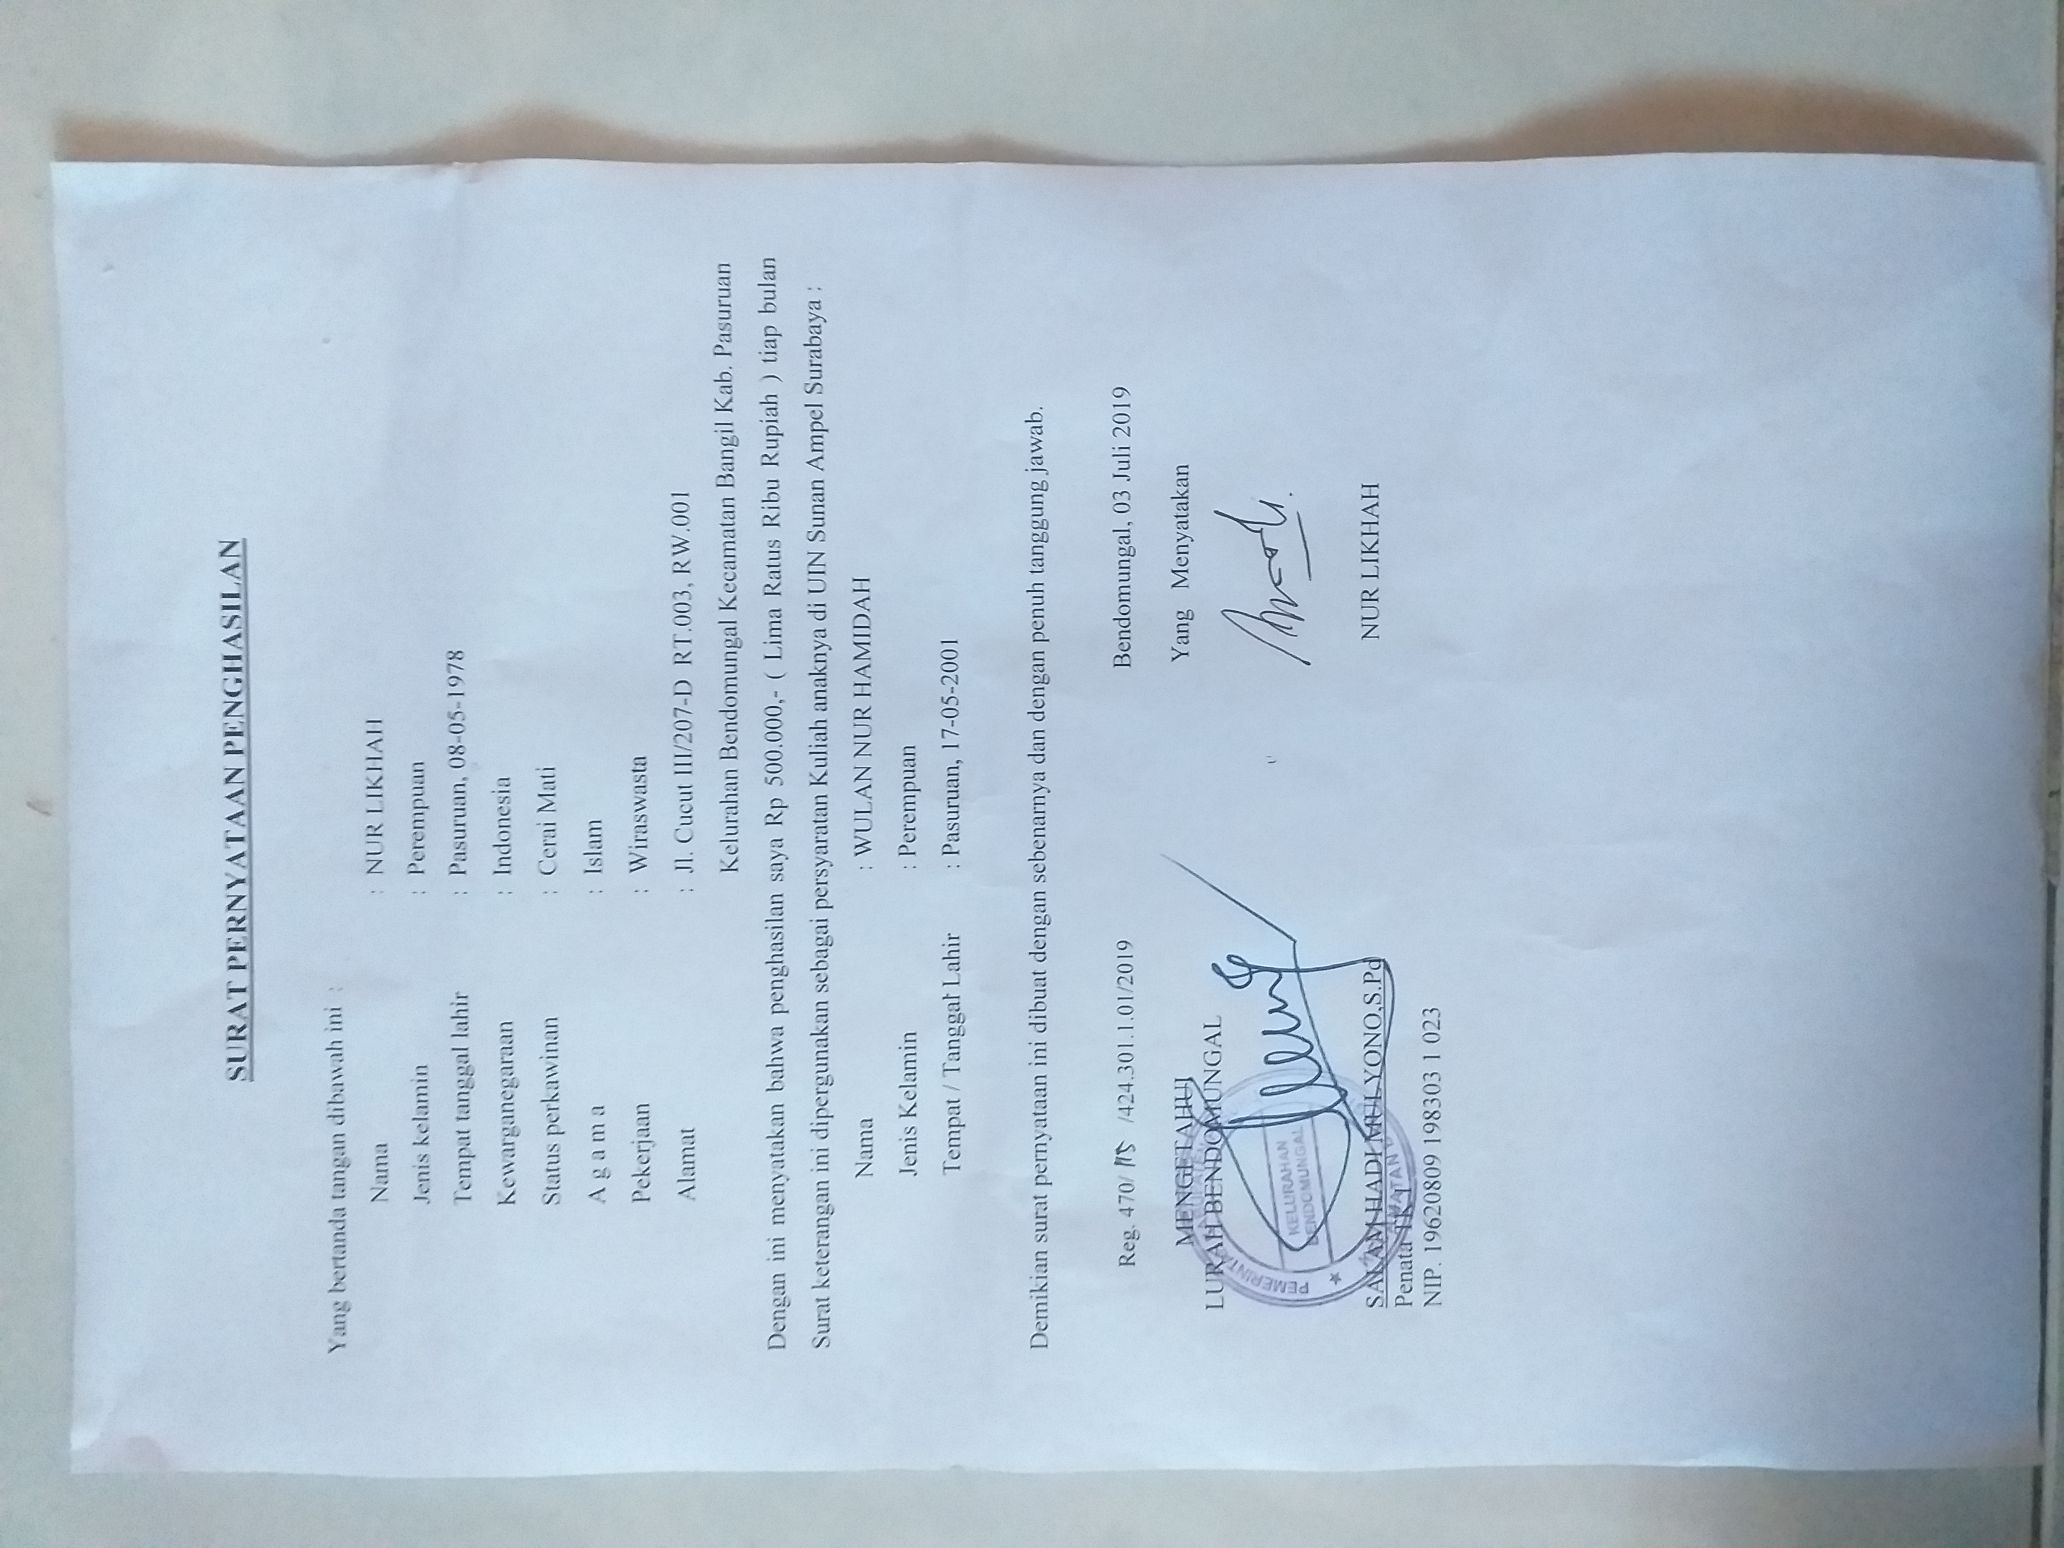 SURAT PERNYATAAN PENGHASILAN
Yang bertanda tangan dibawah ini :
Nama : NUR LIKHAH
Jenis kelamin : Perempuan
Tempat tanggal lahir : Pasuruan, 08-05-1978
Kewarganegaraan : Indonesia
Status perkawinan : Cerai Mati
A g a m a : Islam
Pekerjaan : Wiraswasta
Alamat : Jl. Cucut III/207-D RT.003, RW.001
Kelurahan Bendomungal Kecamatan Bangil Kab. Pasuruan
Dengan ini menyatakan bahwa penghasilan saya Rp 500.000,- ( Lima Ratus Ribu Rupiah ) tiap bulan
Surat keterangan ini dipergunakan sebagai persyaratan Kuliah anaknya di UIN Sunan Ampel Surabaya :
Nama : WULAN NUR HAMIDAH
Jenis Kelamin : Perempuan
Tempat / Tanggal Lahir : Pasuruan, 17-05-2001
Demikian surat pernyataan ini dibuat dengan sebenarnya dan dengan penuh tanggung jawab.
Reg. 470/ 115 /424.301.1.01/2019
Bendomungal, 03 Juli 2019
MENGETAHUI
Yang Menyatakan
LURAH BENDOMUNGAL
KELURAHAN
BENDOMUNGAL
SALAM HADI MULYONO,S.Pd
NUR LIKHAH
Penata TK I
NIP. 19620809 198303 1 023